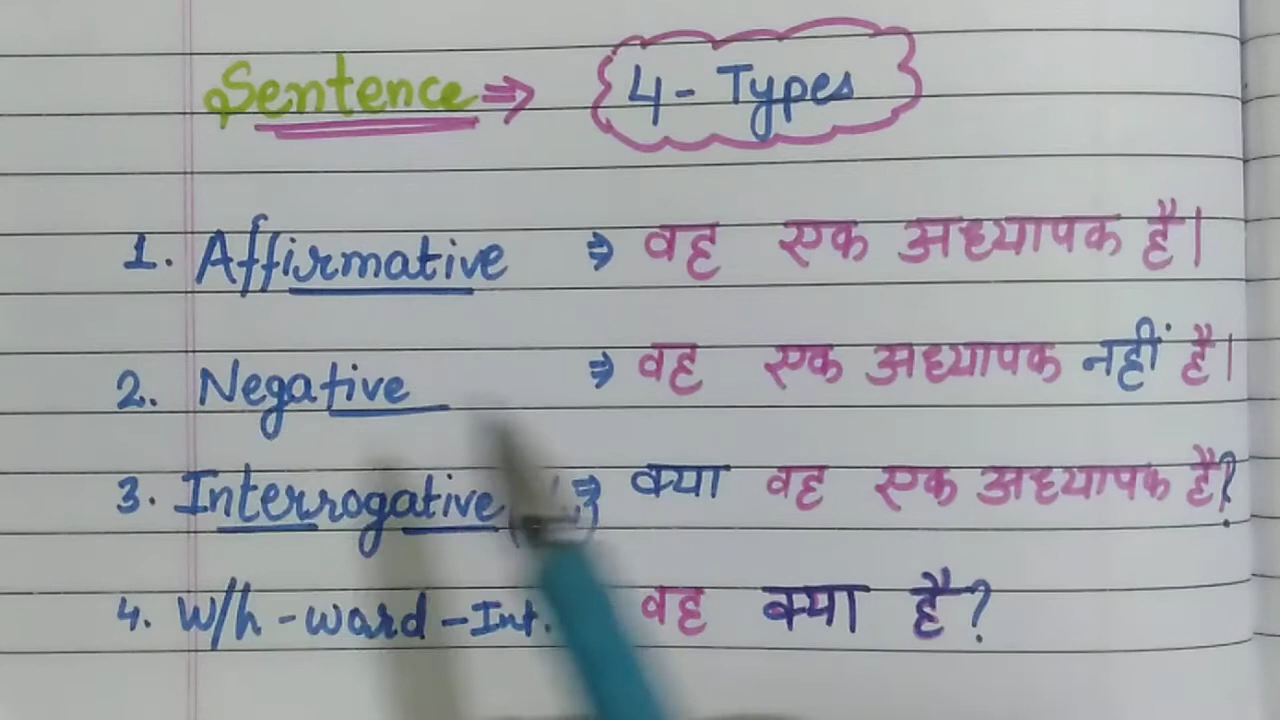 Sentence ⇒ 4 - Types
1. Affirmative ⇒ वह एक अध्यापक है।
2. Negative ⇒ वह एक अध्यापक नहीं है।
3. Interrogative ⇒ क्या वह एक अध्यापक है?
4. W/h - ward - Int. वह क्या है?